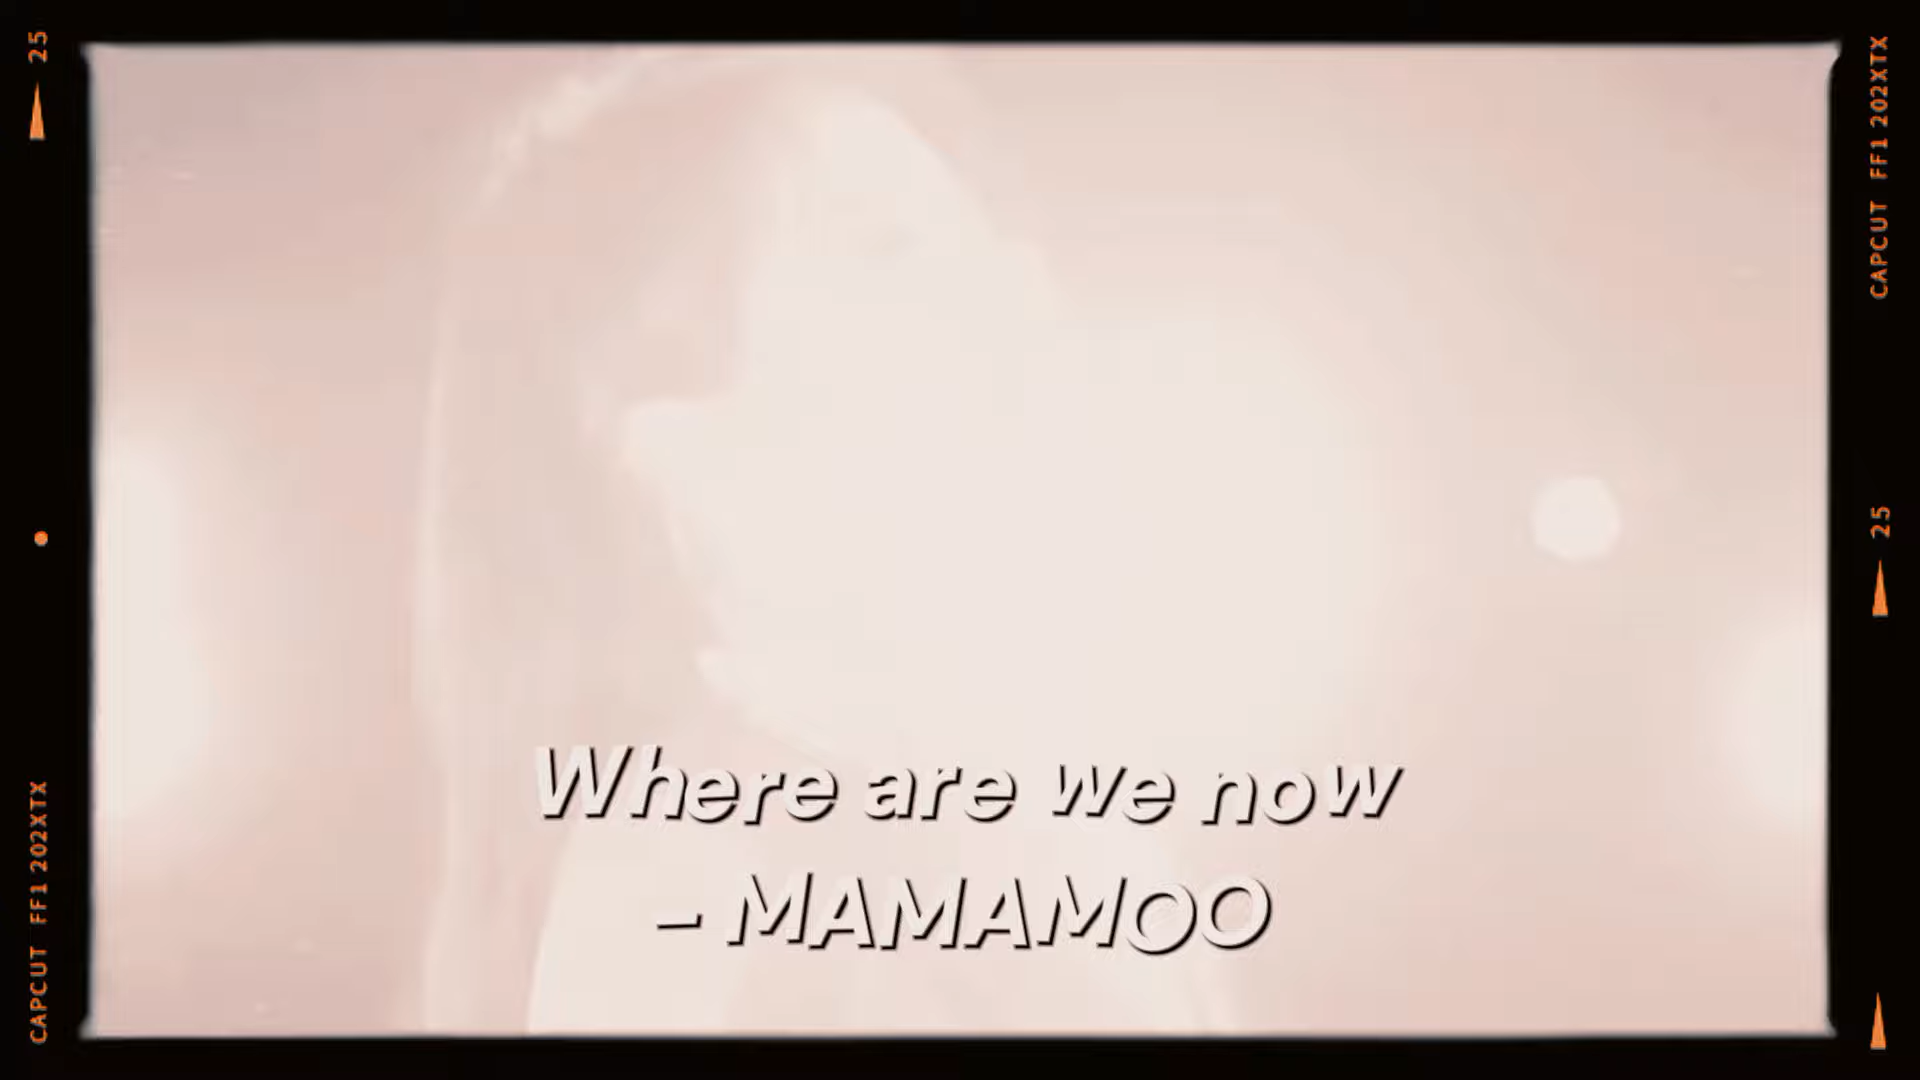 25
CAPCUT FF1 202XTX
CAPCUT FF1 202XTX
25
Where are we now
– MAMAMOO